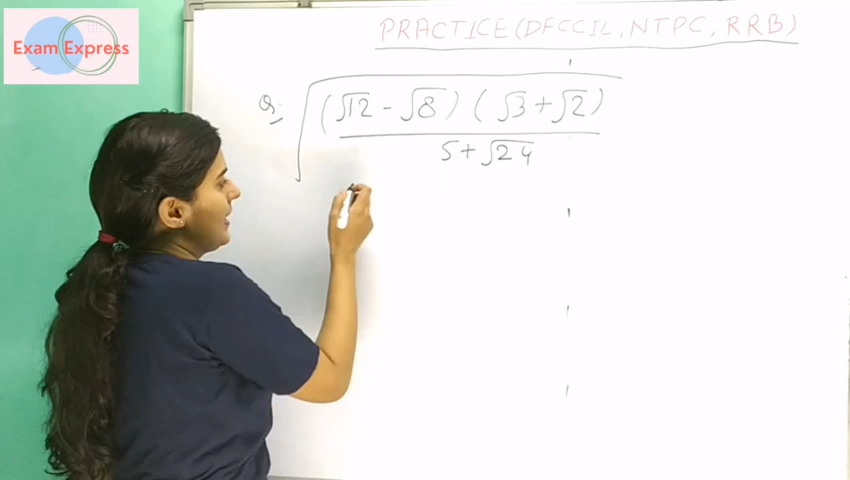 Exam Express
PRACTICE(DFCCIL, NTPC, RRB)
Q:
√
(√12 - √8) (√3 + √2)
5 + √24